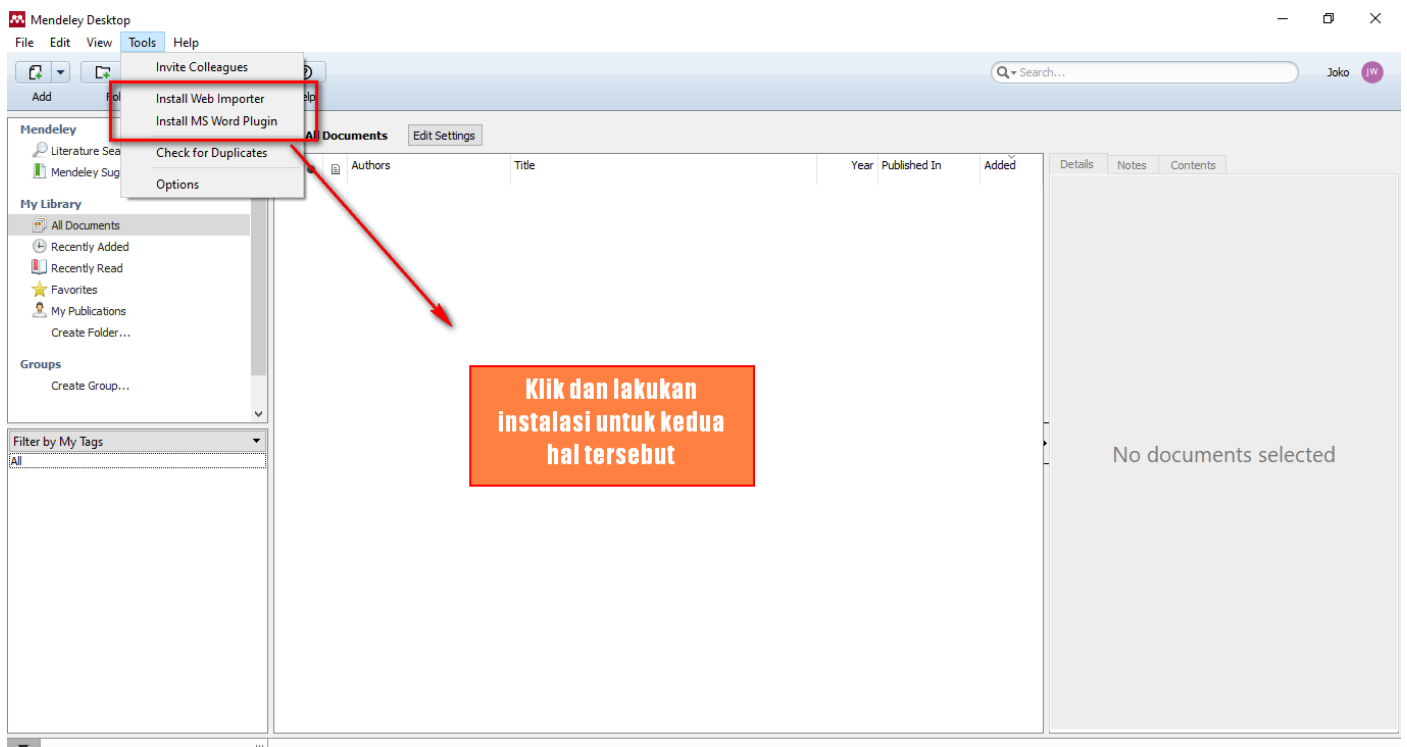 Mendeley Desktop
File Edit View Tools Help
Invite Colleagues
Install Web Importer
Install MS Word Plugin
Check for Duplicates
Options
Search...
Joko JW
Add
Mendeley
Literature Sea
Mendeley Sug
All Documents Edit Settings
Authors Title Year Published In Added
Details Notes Contents
My Library
All Documents
Recently Added
Recently Read
Favorites
My Publications
Create Folder...
Groups
Create Group...
Filter by My Tags
All
Klik dan lakukan
instalasi untuk kedua
hal tersebut
No documents selected